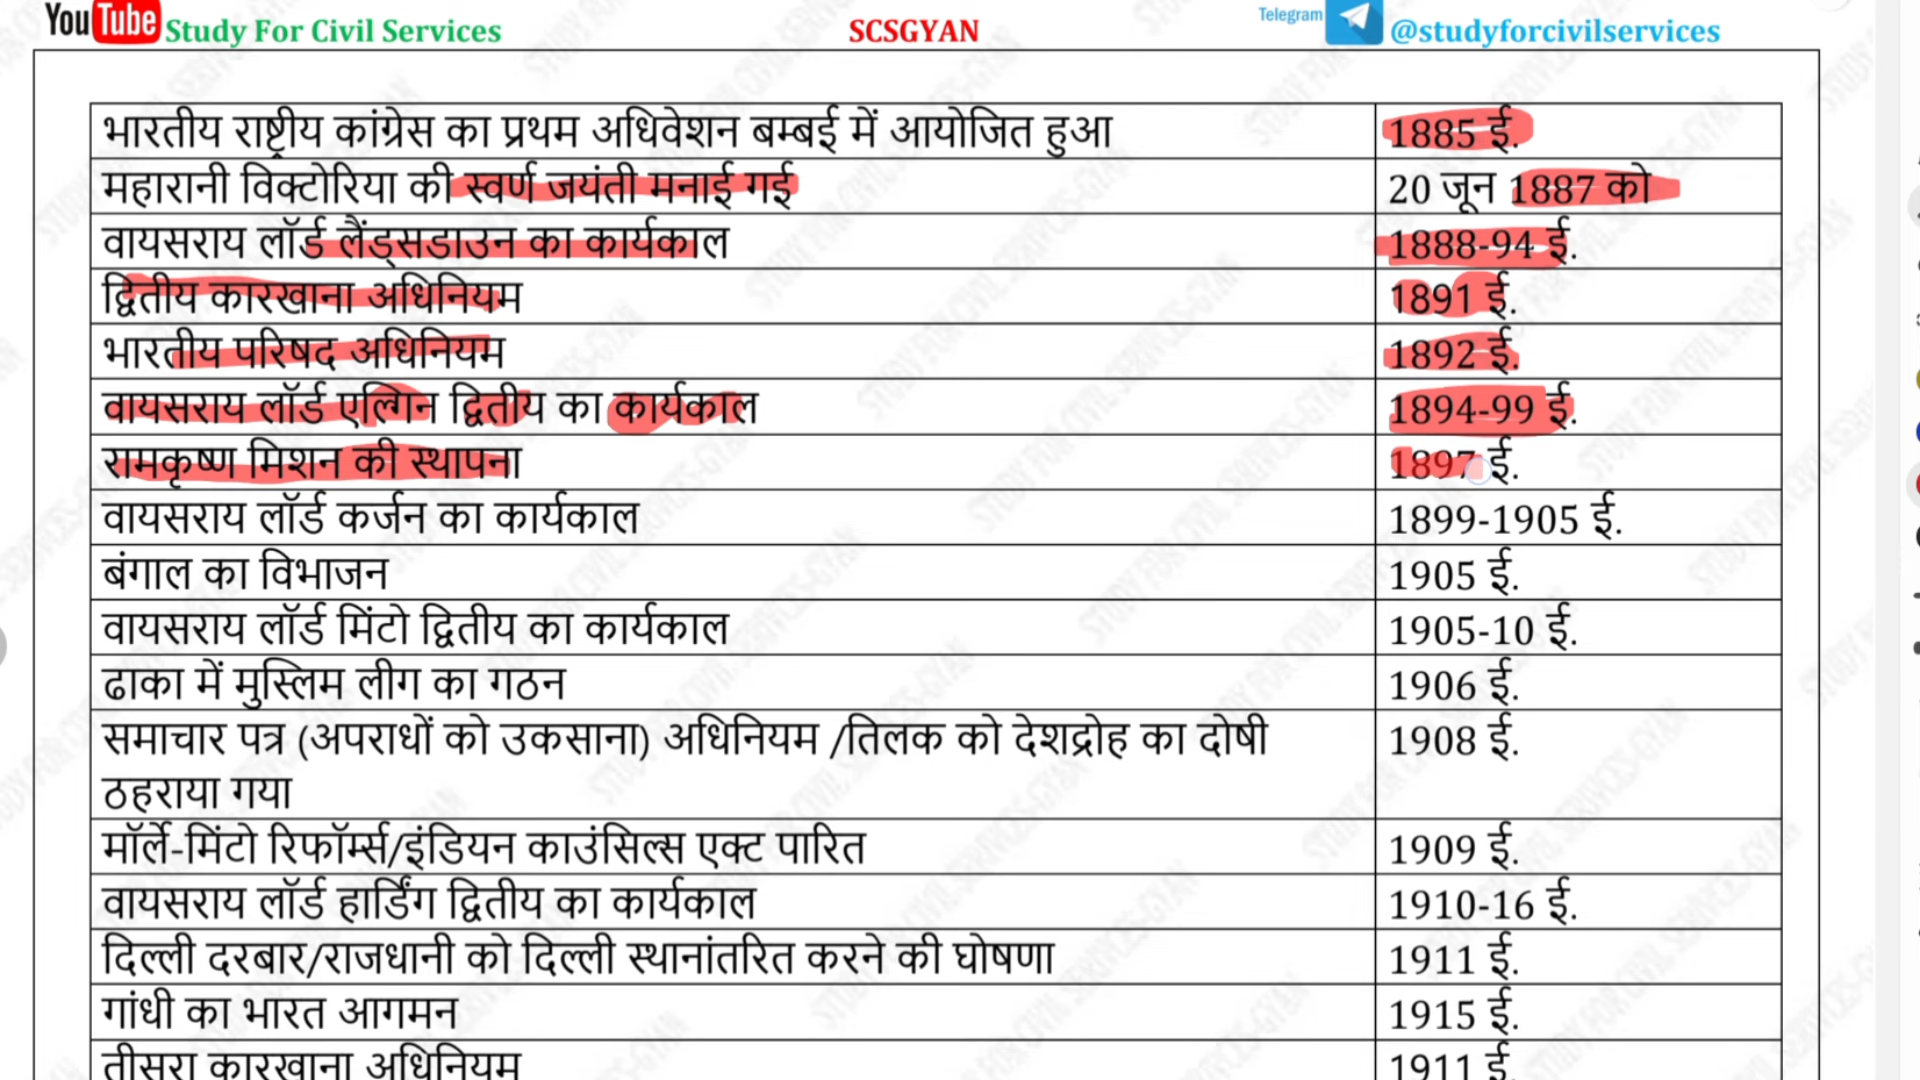 YouTube Study For Civil Services SCSGYAN Telegram @studyforcivilservices
भारतीय राष्ट्रीय कांग्रेस का प्रथम अधिवेशन बम्बई में आयोजित हुआ 1885 ई.
महारानी विक्टोरिया की स्वर्ण जयंती मनाई गई 20 जून 1887 को
वायसराय लॉर्ड लैंड्सडाउन का कार्यकाल 1888-94 ई.
द्वितीय कारखाना अधिनियम 1891 ई.
भारतीय परिषद अधिनियम 1892 ई.
वायसराय लॉर्ड एल्गिन द्वितीय का कार्यकाल 1894-99 ई.
रामकृष्ण मिशन की स्थापना 1897 ई.
वायसराय लॉर्ड कर्जन का कार्यकाल 1899-1905 ई.
बंगाल का विभाजन 1905 ई.
वायसराय लॉर्ड मिंटो द्वितीय का कार्यकाल 1905-10 ई.
ढाका में मुस्लिम लीग का गठन 1906 ई.
समाचार पत्र (अपराधों को उकसाना) अधिनियम /तिलक को देशद्रोह का दोषी 1908 ई.
ठहराया गया
मॉर्ले-मिंटो रिफॉर्म्स/इंडियन काउंसिल्स एक्ट पारित 1909 ई.
वायसराय लॉर्ड हार्डिंग द्वितीय का कार्यकाल 1910-16 ई.
दिल्ली दरबार/राजधानी को दिल्ली स्थानांतरित करने की घोषणा 1911 ई.
गांधी का भारत आगमन 1915 ई.
तीसरा कारखाना अधिनियम 1911 ई.